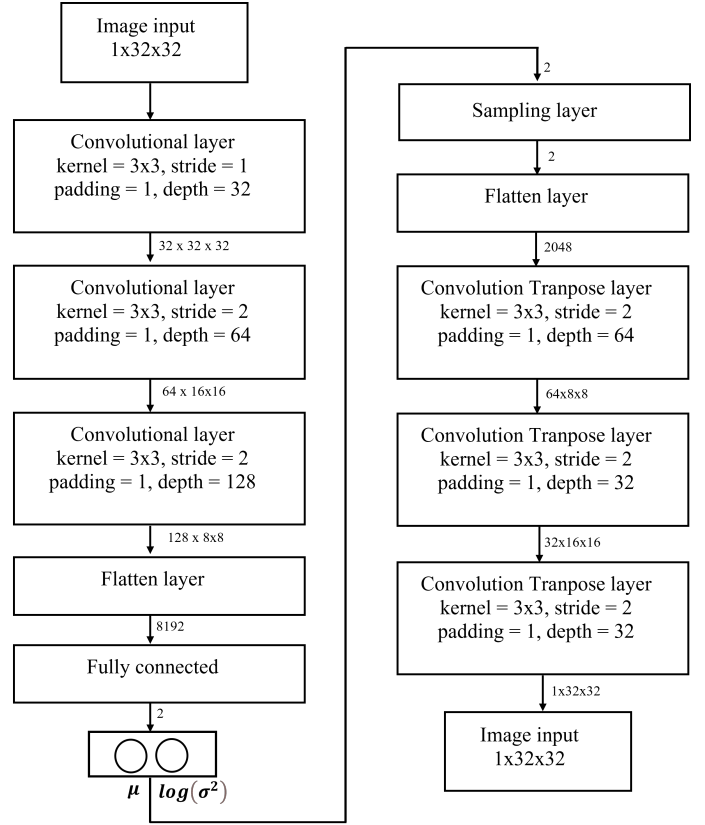 Image input
1x32x32
Convolutional layer
kernel = 3x3, stride = 1
padding = 1, depth = 32
32 x 32 x 32
Convolutional layer
kernel = 3x3, stride = 2
padding = 1, depth = 64
64 x 16x16
Convolutional layer
kernel = 3x3, stride = 2
padding = 1, depth = 128
128 x 8x8
Flatten layer
8192
Fully connected
2
μ log(σ²)
2
Sampling layer
2
Flatten layer
2048
Convolution Tranpose layer
kernel = 3x3, stride = 2
padding = 1, depth = 64
64x8x8
Convolution Tranpose layer
kernel = 3x3, stride = 2
padding = 1, depth = 32
32x16x16
Convolution Tranpose layer
kernel = 3x3, stride = 2
padding = 1, depth = 32
1x32x32
Image input
1x32x32